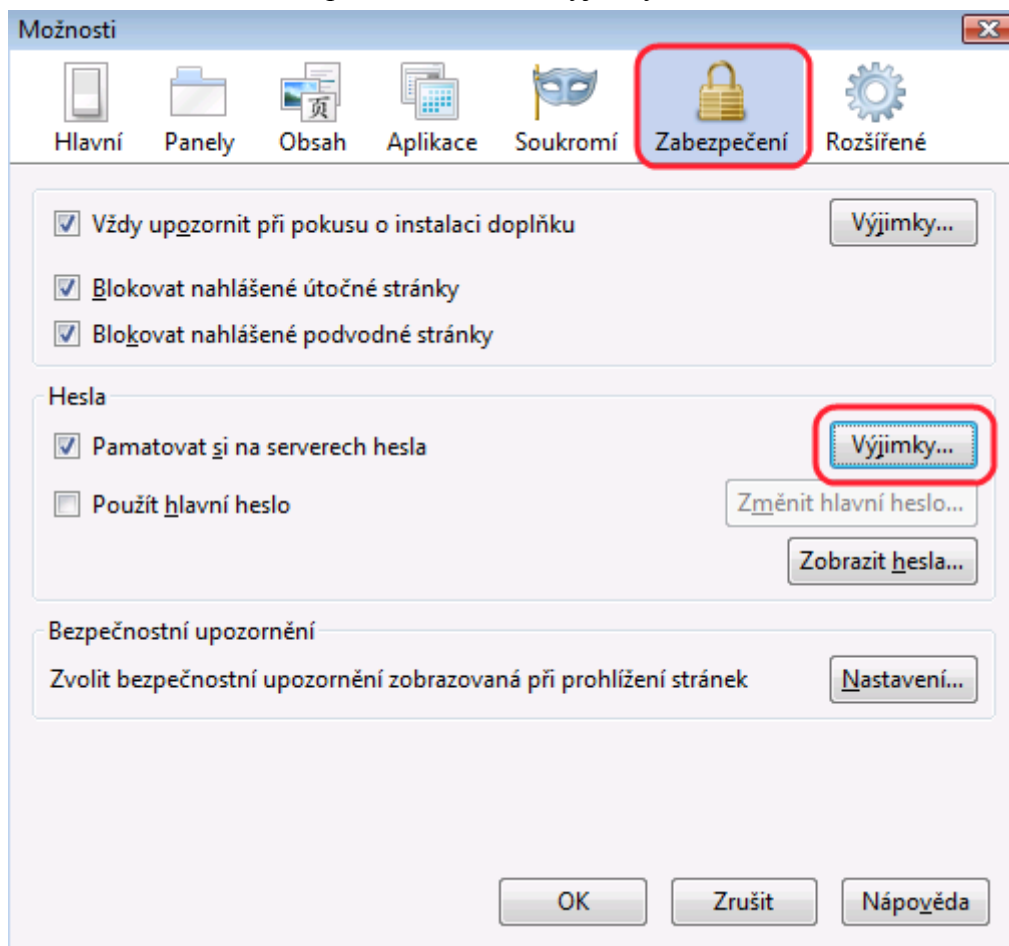 Možnosti
页
Hlavní Panely Obsah Aplikace Soukromí Zabezpečení Rozšířené
Vždy upozornit při pokusu o instalaci doplňku Výjimky...
Blokovat nahlášené útočné stránky
Blokovat nahlášené podvodné stránky
Hesla
Pamatovat si na serverech hesla Výjimky...
Použít hlavní heslo Změnit hlavní heslo...
Zobrazit hesla...
Bezpečnostní upozornění
Zvolit bezpečnostní upozornění zobrazovaná při prohlížení stránek Nastavení...
OK Zrušit Nápověda